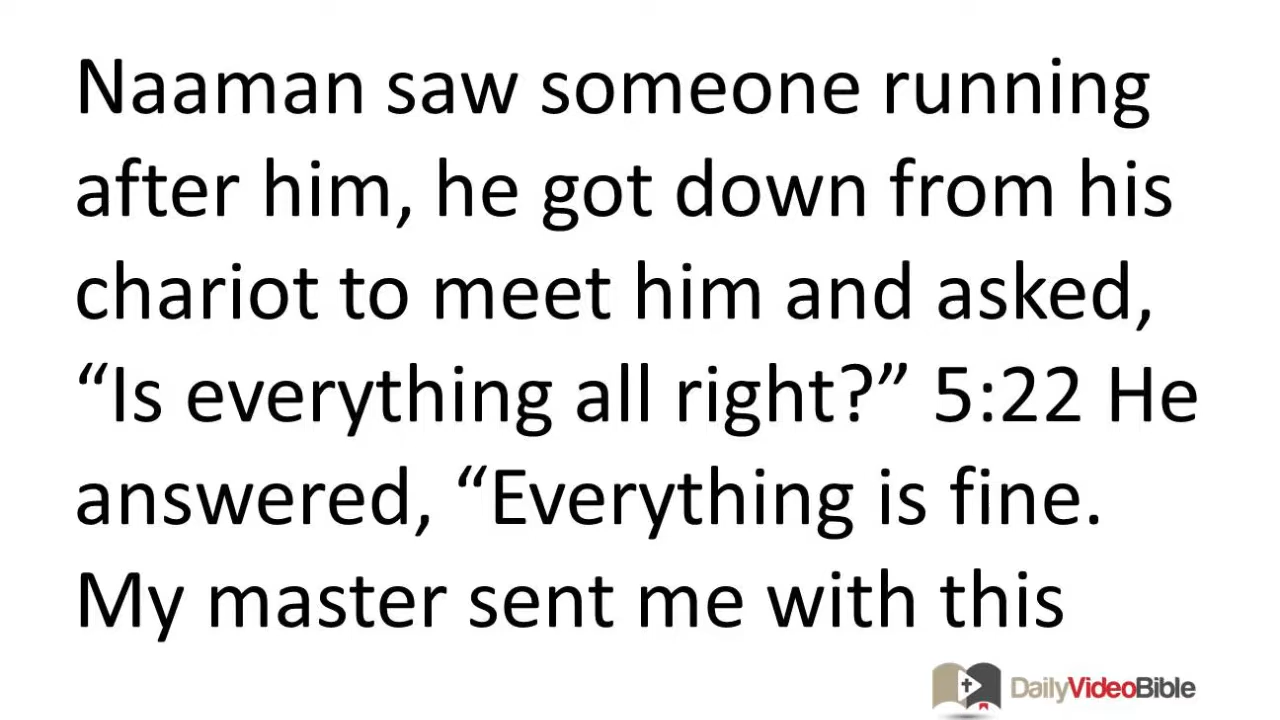 Naaman saw someone running
after him, he got down from his
chariot to meet him and asked,
“Is everything all right?” 5:22 He
answered, “Everything is fine.
My master sent me with this
DailyVideoBible